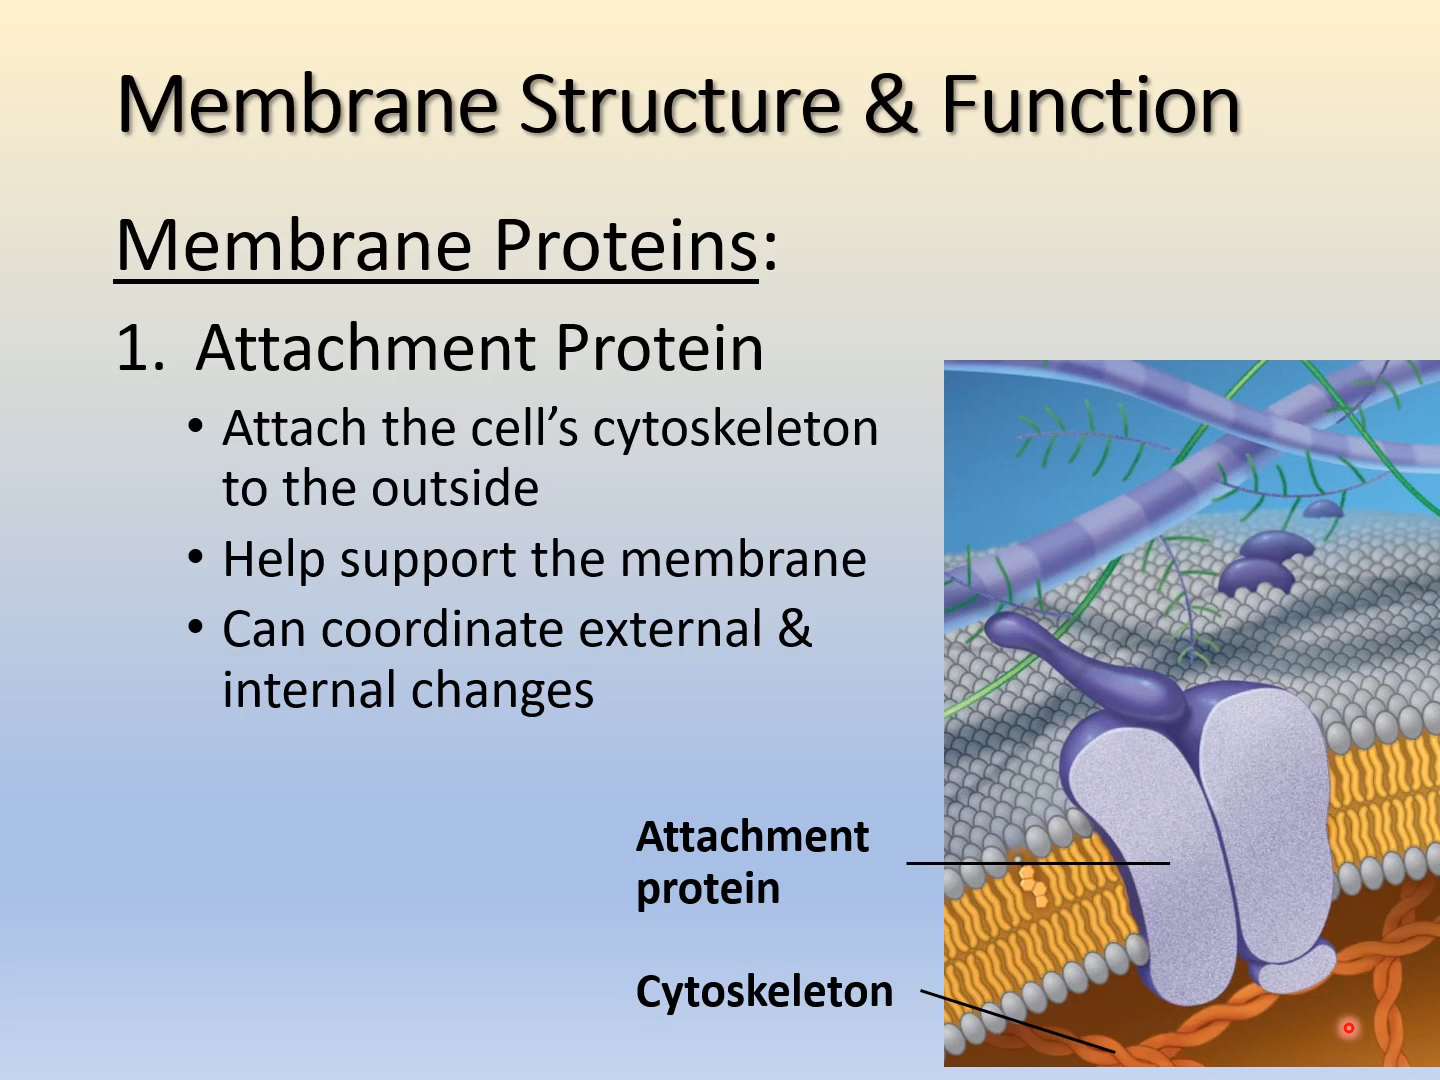 Membrane Structure & Function
Membrane Proteins:
1. Attachment Protein
• Attach the cell’s cytoskeleton
to the outside
• Help support the membrane
• Can coordinate external &
internal changes
Attachment
protein
Cytoskeleton